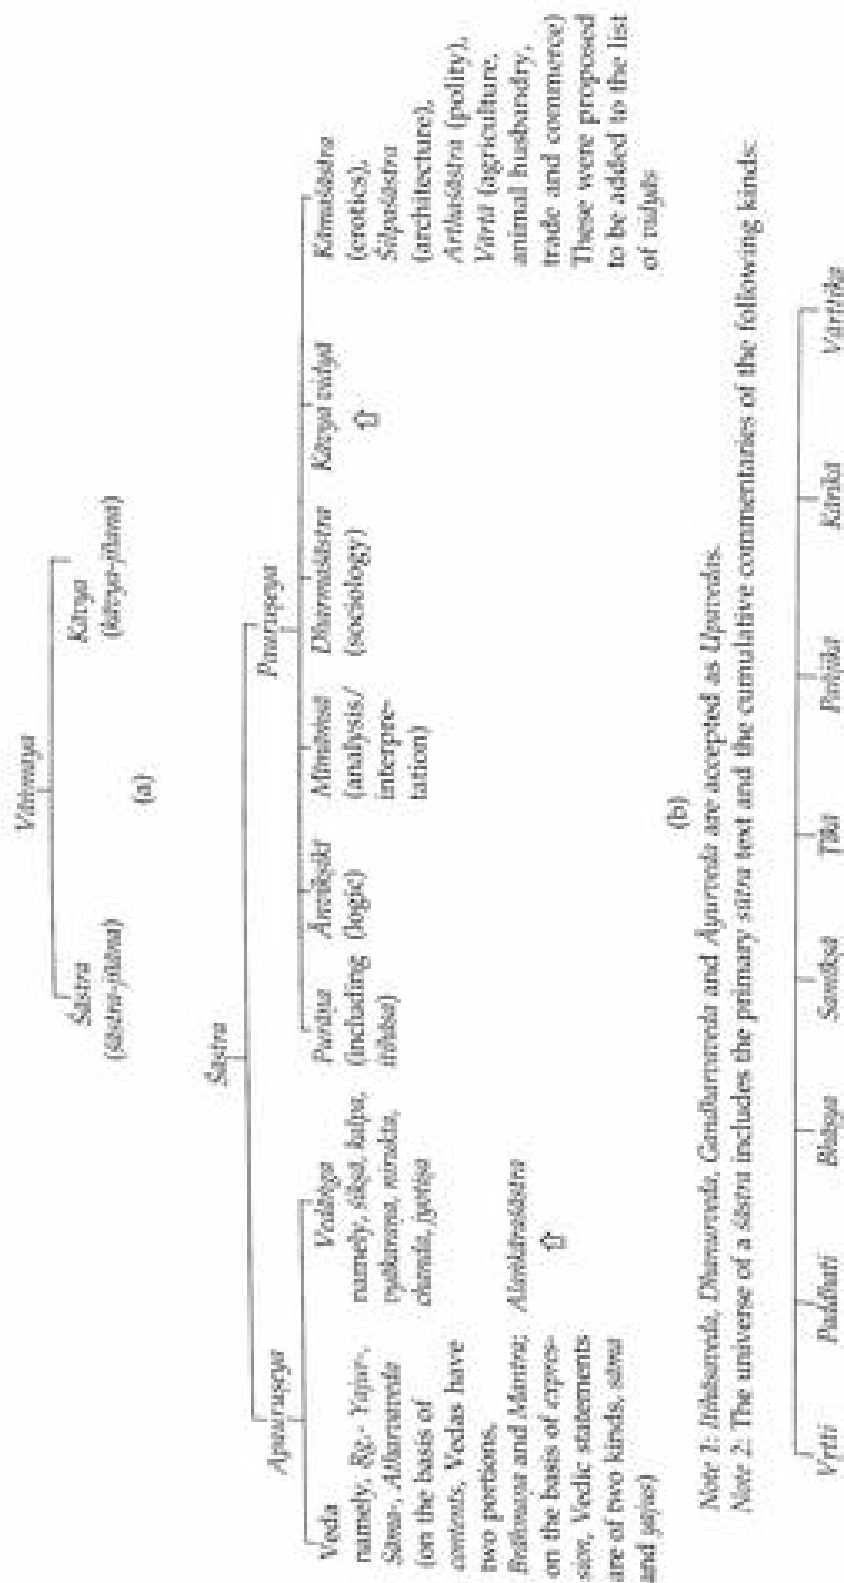 Vāṅmaya
Śāstra Kāvya
(śāstra-jñāna) (kāvya-jñana)
(a)
Śāstra
Apauruṣeya Pauruṣeya
Veda
namely, Ṛg-, Yajur-,
Sāma-, Atharvaveda
(on the basis of
contents, Vedas have
two portions,
Brāhmaṇa and Mantra;
on the basis of expres-
sion, Vedic statements
are of two kinds, sāma
and yajus)
Vedāṅga
namely, śikṣā, kalpa,
vyākaraṇa, nirukta,
chanda, jyotiṣa
Alaṅkāraśāstra
⇧
Purāṇa
(including
itihāsa)
Ānvīkṣikī
(logic)
Mīmāṁsā
(analysis/
interpre-
tation)
Dharmaśāstra
(sociology)
Kāvya vidyā
⇧
Kāmaśāstra
(erotics),
Śilpaśāstra
(architecture),
Arthaśāstra (polity),
Vārtā (agriculture,
animal husbandry,
trade and commerce)
These were proposed
to be added to the list
of vidyās
(b)
Note 1: Itihāsaveda, Dhanurveda, Gandharvaveda and Āyurveda are accepted as Upavedas.
Note 2: The universe of a śāstra includes the primary sūtra text and the cumulative commentaries of the following kinds:
Vṛtti Paddhati Bhāṣya Samīkṣā Ṭīkā Pañjikā Kārikā Vārttika